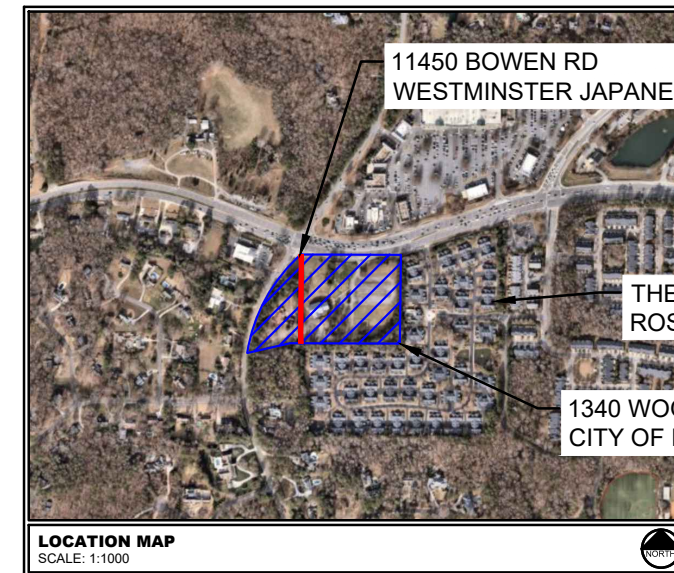 11450 BOWEN RD
WESTMINSTER JAPANE
THE
ROS
1340 WOO
CITY OF
LOCATION MAP
SCALE: 1:1000
NORTH